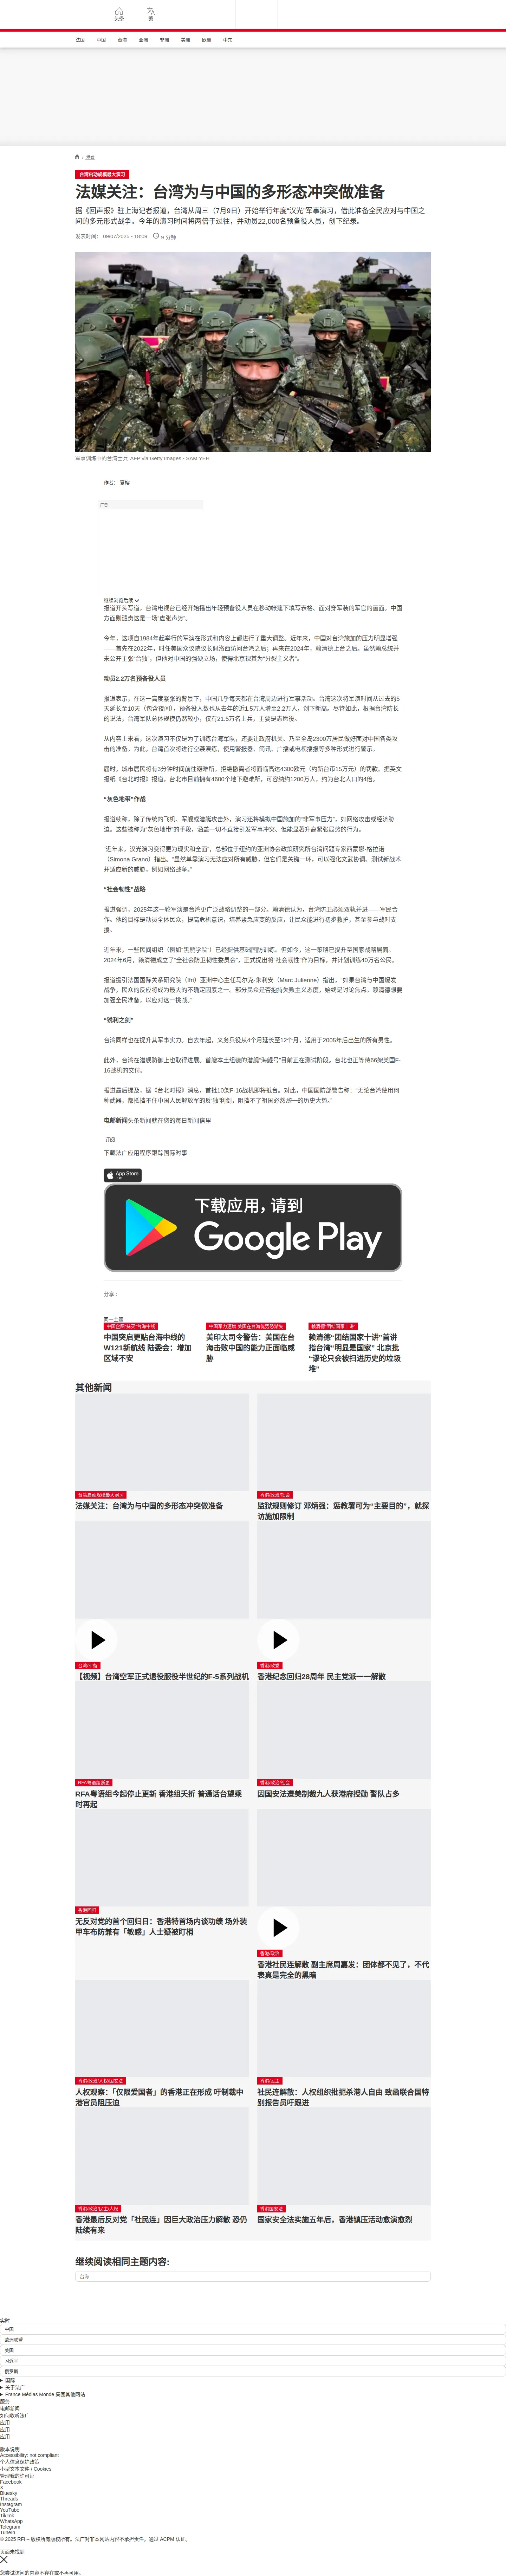 头条
繁
法国
中国
台海
亚洲
非洲
美洲
欧洲
中东
/ 港台
台湾启动规模最大演习
法媒关注：台湾为与中国的多形态冲突做准备
据《回声报》驻上海记者报道，台湾从周三（7月9日）开始举行年度“汉光”军事演习，借此准备全民应对与中国之
间的多元形式战争。今年的演习时间将两倍于过往，并动员22,000名预备役人员，创下纪录。
发表时间： 09/07/2025 - 18:09 9 分钟
军事训练中的台湾士兵 AFP via Getty Images - SAM YEH
作者： 夏榕
广告
继续浏览后续
报道开头写道，台湾电视台已经开始播出年轻预备役人员在移动帐篷下填写表格、面对穿军装的军官的画面。中国
方面则谴责这是一场“虚张声势”。
今年，这项自1984年起举行的军演在形式和内容上都进行了重大调整。近年来，中国对台湾施加的压力明显增强
——首先在2022年，时任美国众议院议长佩洛西访问台湾之后；再来在2024年，赖清德上台之后。虽然赖总统并
未公开主张“台独”，但他对中国的强硬立场，使得北京视其为“分裂主义者”。
动员2.2万名预备役人员
报道表示，在这一高度紧张的背景下，中国几乎每天都在台湾周边进行军事活动。台湾这次将军演时间从过去的5
天延长至10天（包含夜间），预备役人数也从去年的近1.5万人增至2.2万人，创下新高。尽管如此，根据台湾防长
的说法，台湾军队总体规模仍然较小，仅有21.5万名士兵，主要是志愿役。
从内容上来看，这次演习不仅是为了训练台湾军队，还要让政府机关、乃至全岛2300万居民做好面对中国各类攻
击的准备。为此，台湾首次将进行空袭演练，使用警报器、简讯、广播或电视播报等多种形式进行警示。
届时，城市居民将有3分钟时间前往避难所。拒绝撤离者将面临高达4300欧元（约新台币15万元）的罚款。据英文
报纸《台北时报》报道，台北市目前拥有4600个地下避难所，可容纳约1200万人，约为台北人口的4倍。
“灰色地带”作战
报道续称，除了传统的飞机、军舰或潜艇攻击外，演习还将模拟中国施加的“非军事压力”，如网络攻击或经济胁
迫。这些被称为“灰色地带”的手段，涵盖一切不直接引发军事冲突、但能显著升高紧张局势的行为。
“近年来，汉光演习变得更为现实和全面”，总部位于纽约的亚洲协会政策研究所台湾问题专家西蒙娜·格拉诺
（Simona Grano）指出。“虽然单靠演习无法应对所有威胁，但它们是关键一环，可以强化文武协调、测试新战术
并适应新的威胁，例如网络战争。”
“社会韧性”战略
报道强调，2025年这一轮军演是台湾更广泛战略调整的一部分。赖清德认为，台湾防卫必须双轨并进——军民合
作。他的目标是动员全体民众，提高危机意识，培养紧急应变的反应，让民众能进行初步救护，甚至参与战时支
援。
近年来，一些民间组织（例如“黑熊学院”）已经提供基础国防训练。但如今，这一策略已提升至国家战略层面。
2024年6月，赖清德成立了“全社会防卫韧性委员会”，正式提出将“社会韧性”作为目标，并计划训练40万名公民。
报道援引法国国际关系研究院（Ifri）亚洲中心主任马尔克·朱利安（Marc Julienne）指出，“如果台湾与中国爆发
战争，民众的反应将成为最大的不确定因素之一。部分民众是否抱持失败主义态度，始终是讨论焦点。赖清德想要
加强全民准备，以应对这一挑战。”
“锐利之剑”
台湾同样也在提升其军事实力。自去年起，义务兵役从4个月延长至12个月，适用于2005年后出生的所有男性。
此外，台湾在潜舰防御上也取得进展。首艘本土组装的潜舰“海鲲号”目前正在测试阶段。台北也正等待66架美国F-
16战机的交付。
报道最后提及，据《台北时报》消息，首批10架F-16战机即将抵台。对此，中国国防部警告称：“无论台湾使用何
种武器，都抵挡不住中国人民解放军的反‘独’利剑，阻挡不了祖国必然统一的历史大势。”
电邮新闻头条新闻就在您的每日新闻信里
订阅
下载法广应用程序跟踪国际时事
App Store
下载
下载应用，请到
Google Play
分享 :
同一主题
中国企图“抹灭”台海中线
中国突启更贴台海中线的
W121新航线 陆委会：增加
区域不安
中国军力递增 美国在台海优势恐丧失
美印太司令警告：美国在台
海击败中国的能力正面临威
胁
赖清德“团结国家十讲”
赖清德“团结国家十讲”首讲
指台湾“明显是国家” 北京批
“谬论只会被扫进历史的垃圾
堆”
其他新闻
台湾启动规模最大演习
法媒关注：台湾为与中国的多形态冲突做准备
香港/政治/社会
监狱规则修订 邓炳强：惩教署可为“主要目的”，就探
访施加限制
台湾/军备
【视频】台湾空军正式退役服役半世纪的F-5系列战机
香港/政党
香港纪念回归28周年 民主党派一一解散
RFA粤语组断更
RFA粤语组今起停止更新 香港组夭折 普通话台望乘
时再起
香港/政治/社会
因国安法遭美制裁九人获港府授勋 警队占多
香港回归
无反对党的首个回归日：香港特首场内谈功绩 场外装
甲车布防兼有「敏感」人士疑被盯梢
香港/政治
香港社民连解散 副主席周嘉发：团体都不见了，不代
表真是完全的黑暗
香港/政治/人权/国安法
人权观察：「仅限爱国者」的香港正在形成 吁制裁中
港官员阻压迫
香港/民主
社民连解散：人权组织批扼杀港人自由 致函联合国特
别报告员吁跟进
香港/政治/民主/人权
香港最后反对党「社民连」因巨大政治压力解散 恐仍
陆续有来
香港国安法
国家安全法实施五年后，香港镇压活动愈演愈烈
继续阅读相同主题内容:
台海
实时
中国
欧洲联盟
美国
习近平
俄罗斯
国际
关于法广
France Médias Monde 集团其他网站
服务
电邮新闻
如何收听法广
应用
应用
应用
版本说明
Accessibility: not compliant
个人信息保护政策
小型文本文件 / Cookies
管理我的许可证
Facebook
X
Bluesky
Threads
Instagram
YouTube
TikTok
WhatsApp
Telegram
TuneIn
© 2025 RFI – 版权所有版权所有。法广对非本网站内容不承担责任。通过 ACPM 认证。
页面未找到
您尝试访问的内容不存在或不再可用。